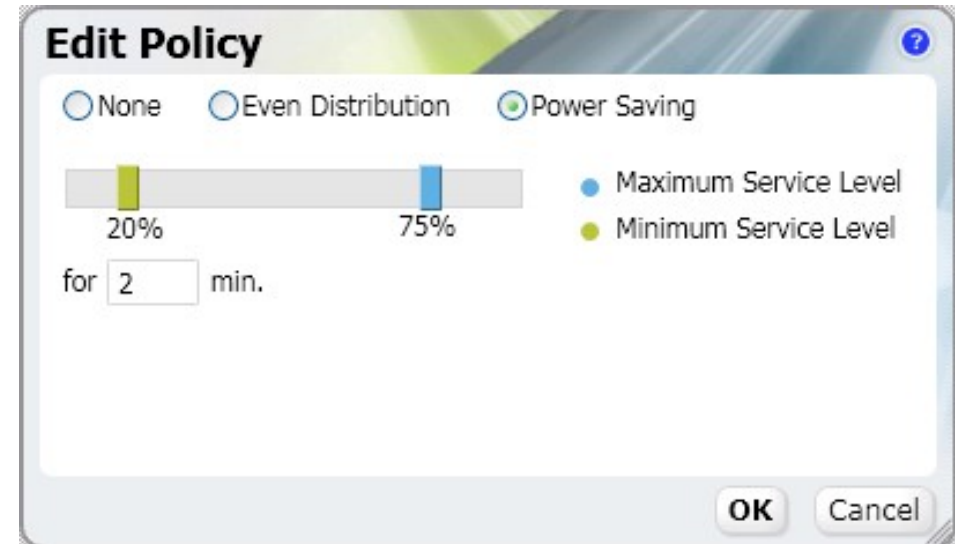 Edit Policy ?
None Even Distribution Power Saving
Maximum Service Level
20% 75% Minimum Service Level
for 2 min.
OK Cancel